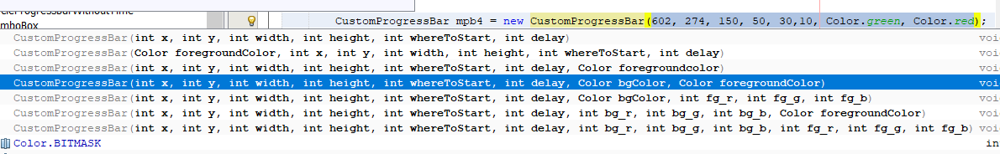 CustomProgressBar mpb4 = new CustomProgressBar(602, 274, 150, 50, 30,10, Color.green, Color.red);
mboBox
CustomProgressBar(int x, int y, int width, int height, int whereToStart, int delay) voi
CustomProgressBar(Color foregroundColor, int x, int y, int width, int height, int whereToStart, int delay) voi
CustomProgressBar(int x, int y, int width, int height, int whereToStart, int delay, Color foregroundcolor) voi
CustomProgressBar(int x, int y, int width, int height, int whereToStart, int delay, Color bgColor, Color foregroundColor) voi
CustomProgressBar(int x, int y, int width, int height, int whereToStart, int delay, Color bgColor, int fg_r, int fg_g, int fg_b) voi
CustomProgressBar(int x, int y, int width, int height, int whereToStart, int delay, int bg_r, int bg_g, int bg_b, Color foregroundColor) voi
CustomProgressBar(int x, int y, int width, int height, int whereToStart, int delay, int bg_r, int bg_g, int bg_b, int fg_r, int fg_g, int fg_b) voi
Color.BITMASK in